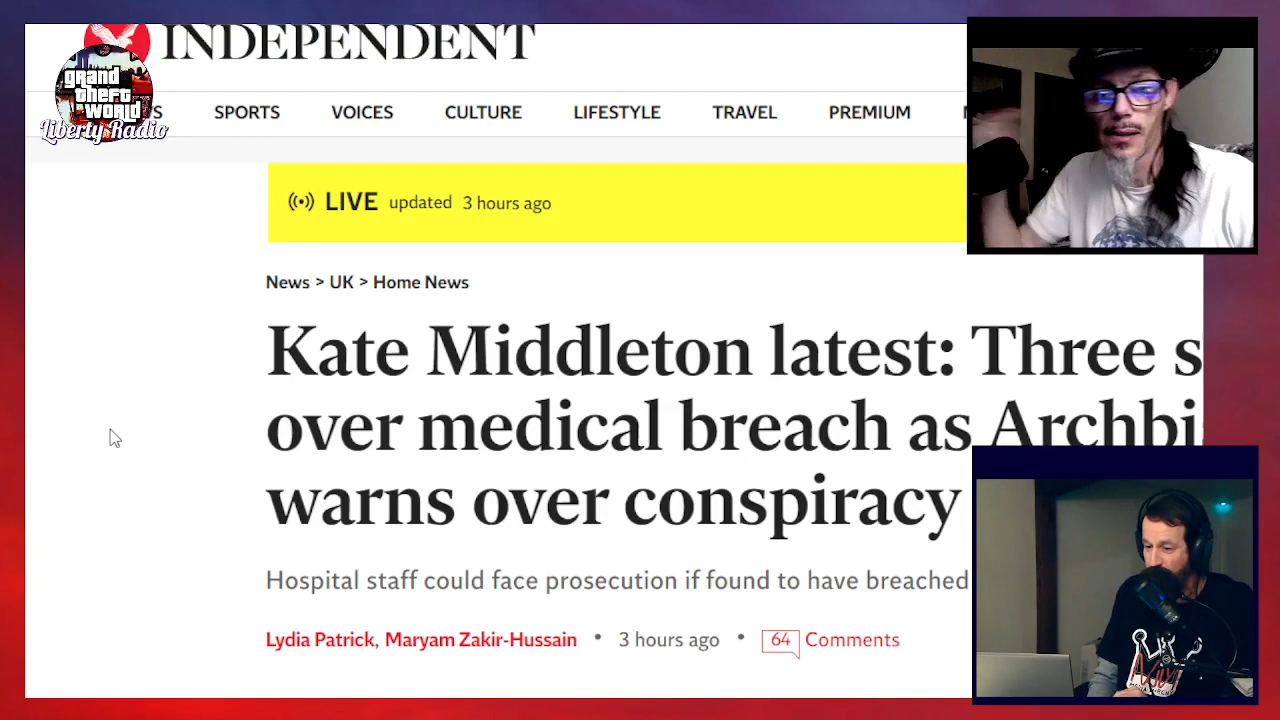 INDEPENDENT
grand
theft
world
Liberty Radio
S SPORTS VOICES CULTURE LIFESTYLE TRAVEL PREMIUM
LIVE updated 3 hours ago
News > UK > Home News
Kate Middleton latest: Three s
over medical breach as Archbi
warns over conspiracy
Hospital staff could face prosecution if found to have breached
Lydia Patrick, Maryam Zakir-Hussain • 3 hours ago • 64 Comments